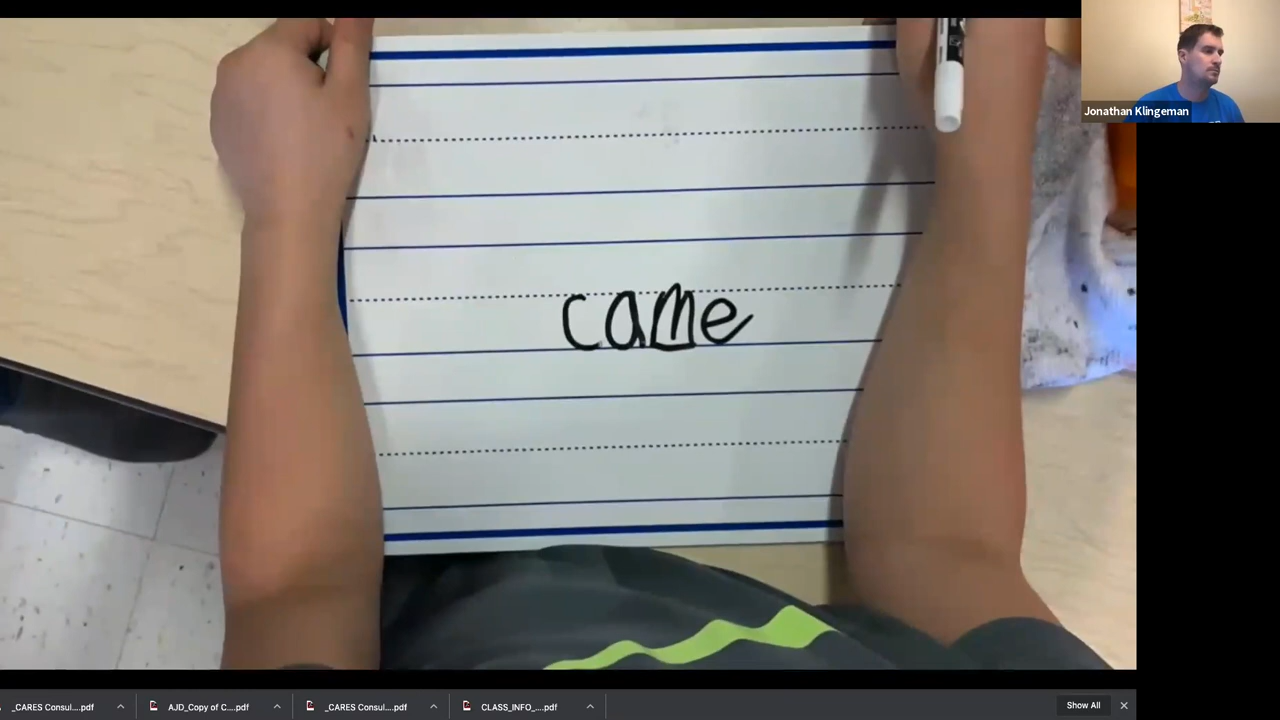 came
Jonathan Klingeman
_CARES Consul....pdf
AJD_Copy of C....pdf
_CARES Consul....pdf
CLASS_INFO_....pdf
Show All